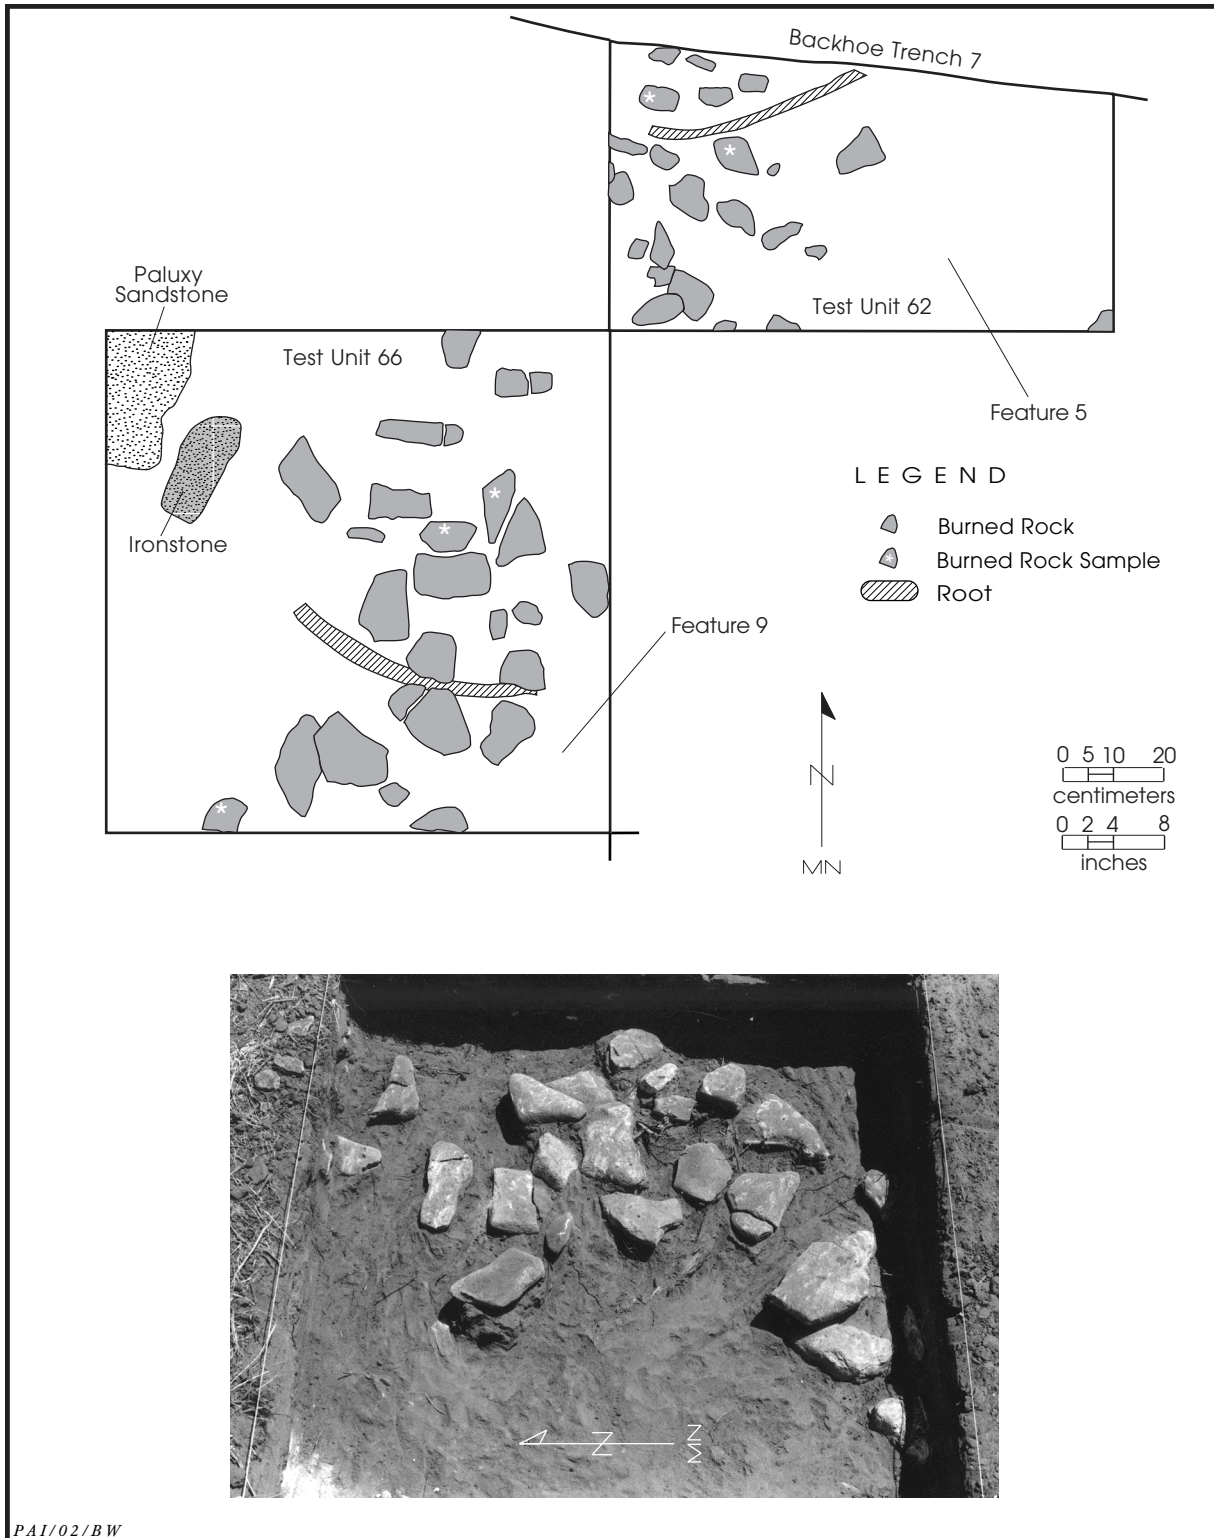 Backhoe Trench 7
Test Unit 62
Feature 5
Paluxy
Sandstone
Test Unit 66
Ironstone
Feature 9
LEGEND
Burned Rock
* Burned Rock Sample
Root
N
MN
0 5 10 20
centimeters
0 2 4 8
inches
N
MN
PAI/02/BW